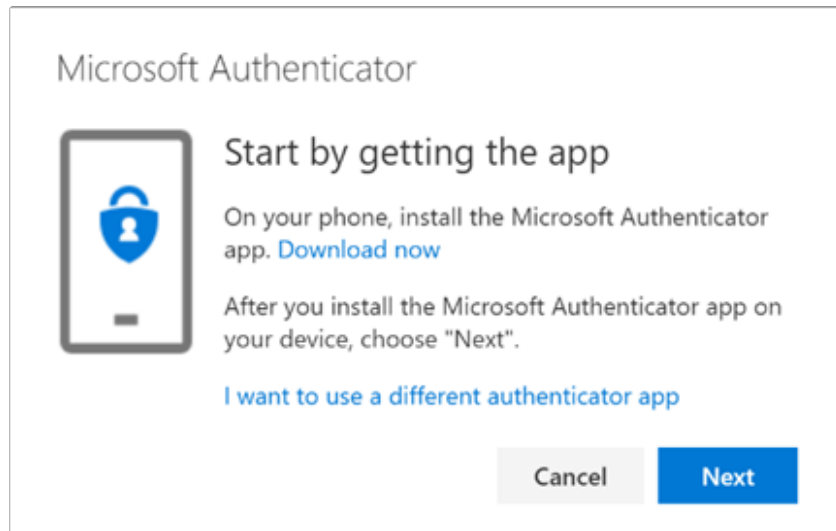 Microsoft Authenticator
Start by getting the app
On your phone, install the Microsoft Authenticator
app. Download now
After you install the Microsoft Authenticator app on
your device, choose "Next".
I want to use a different authenticator app
Cancel
Next